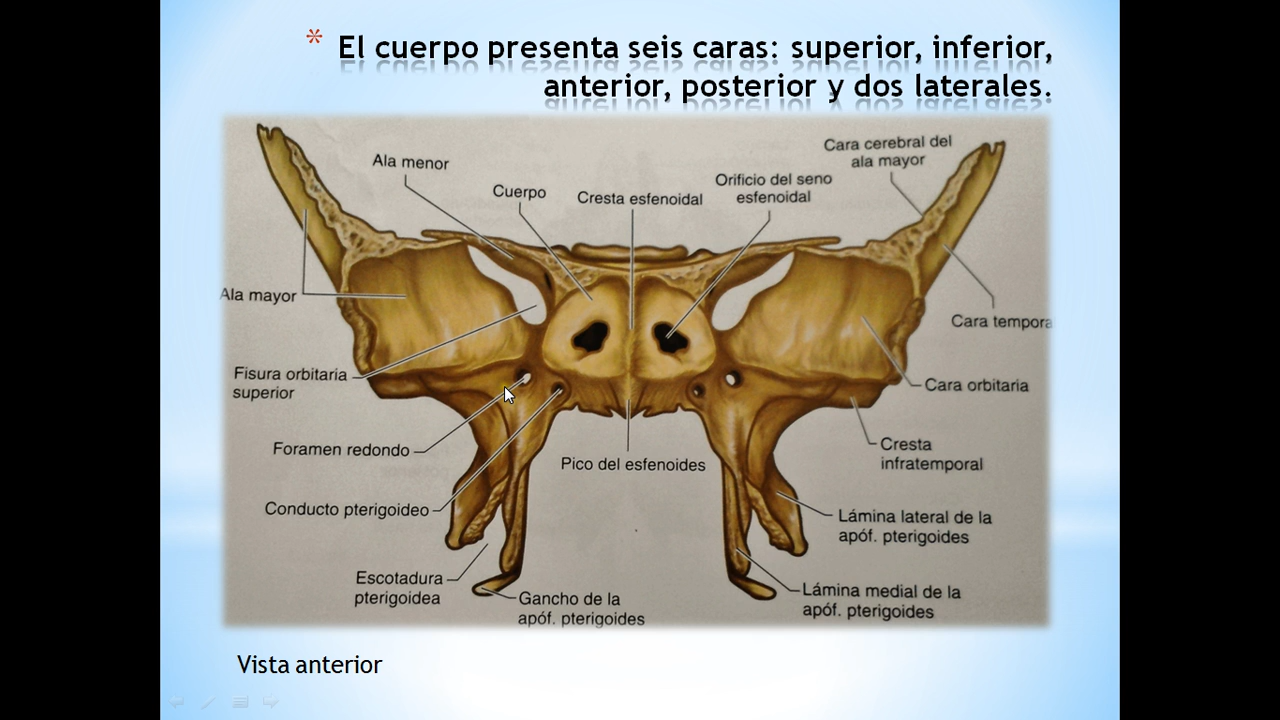 * El cuerpo presenta seis caras: superior, inferior,
anterior, posterior y dos laterales.
Ala menor
Cuerpo
Cresta esfenoidal
Orificio del seno
esfenoidal
Cara cerebral del
ala mayor
Ala mayor
Cara tempora
Fisura orbitaria
superior
Cara orbitaria
Foramen redondo
Pico del esfenoides
Cresta
infratemporal
Conducto pterigoideo
Lámina lateral de la
apóf. pterigoides
Escotadura
pterigoidea
Gancho de la
apóf. pterigoides
Lámina medial de la
apóf. pterigoides
Vista anterior